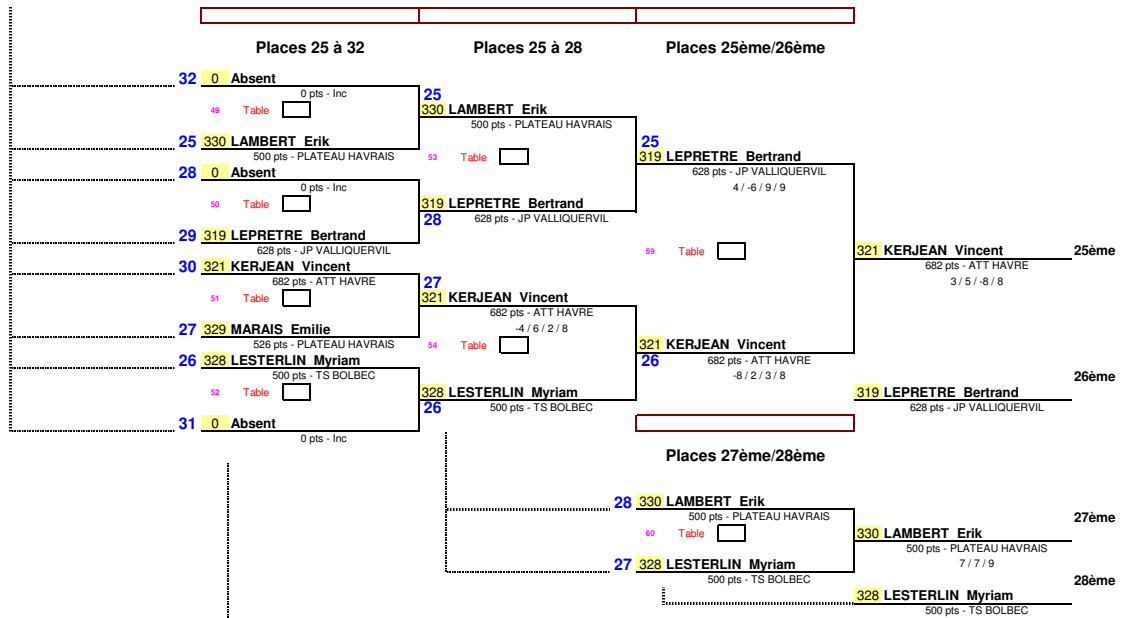 Places 25 à 32
Places 25 à 28
Places 25ème/26ème
32 0 Absent
0 pts - Inc
49 Table
25 330 LAMBERT Erik
500 pts - PLATEAU HAVRAIS
28 0 Absent
0 pts - Inc
50 Table
29 319 LEPRETRE Bertrand
628 pts - JP VALLIQUERVIL
30 321 KERJEAN Vincent
682 pts - ATT HAVRE
51 Table
27 329 MARAIS Emilie
526 pts - PLATEAU HAVRAIS
26 328 LESTERLIN Myriam
500 pts - TS BOLBEC
52 Table
31 0 Absent
0 pts - Inc
25
330 LAMBERT Erik
500 pts - PLATEAU HAVRAIS
53 Table
319 LEPRETRE Bertrand
28
628 pts - JP VALLIQUERVIL
27
321 KERJEAN Vincent
682 pts - ATT HAVRE
-4 / 6 / 2 / 8
54 Table
328 LESTERLIN Myriam
26
500 pts - TS BOLBEC
25
319 LEPRETRE Bertrand
628 pts - JP VALLIQUERVIL
4 / -6 / 9 / 9
59 Table
321 KERJEAN Vincent
26
682 pts - ATT HAVRE
-8 / 2 / 3 / 8
321 KERJEAN Vincent 25ème
682 pts - ATT HAVRE
3 / 5 / -8 / 8
26ème
319 LEPRETRE Bertrand
628 pts - JP VALLIQUERVIL
Places 27ème/28ème
28 330 LAMBERT Erik
500 pts - PLATEAU HAVRAIS
60 Table
27 328 LESTERLIN Myriam
500 pts - TS BOLBEC
27ème
330 LAMBERT Erik
500 pts - PLATEAU HAVRAIS
7 / 7 / 9
28ème
328 LESTERLIN Myriam
500 pts - TS BOLBEC